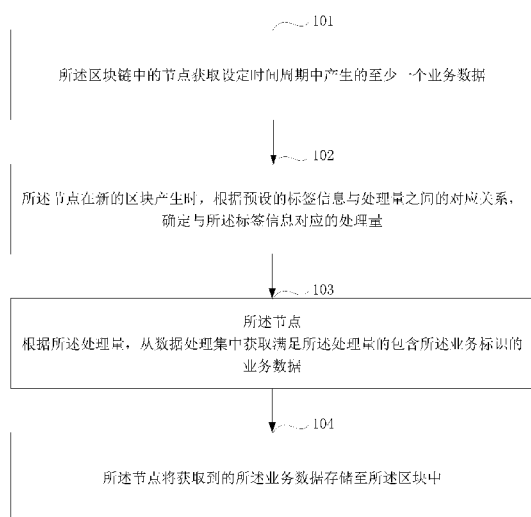 101
所述区块链中的节点获取设定时间周期中产生的至少一个业务数据
102
所述节点在新的区块产生时，根据预设的标签信息与处理量之间的对应关系，
确定与所述标签信息对应的处理量
103
所述节点
根据所述处理量，从数据处理集中获取满足所述处理量的包含所述业务标识的
业务数据
104
所述节点将获取到的所述业务数据存储至所述区块中